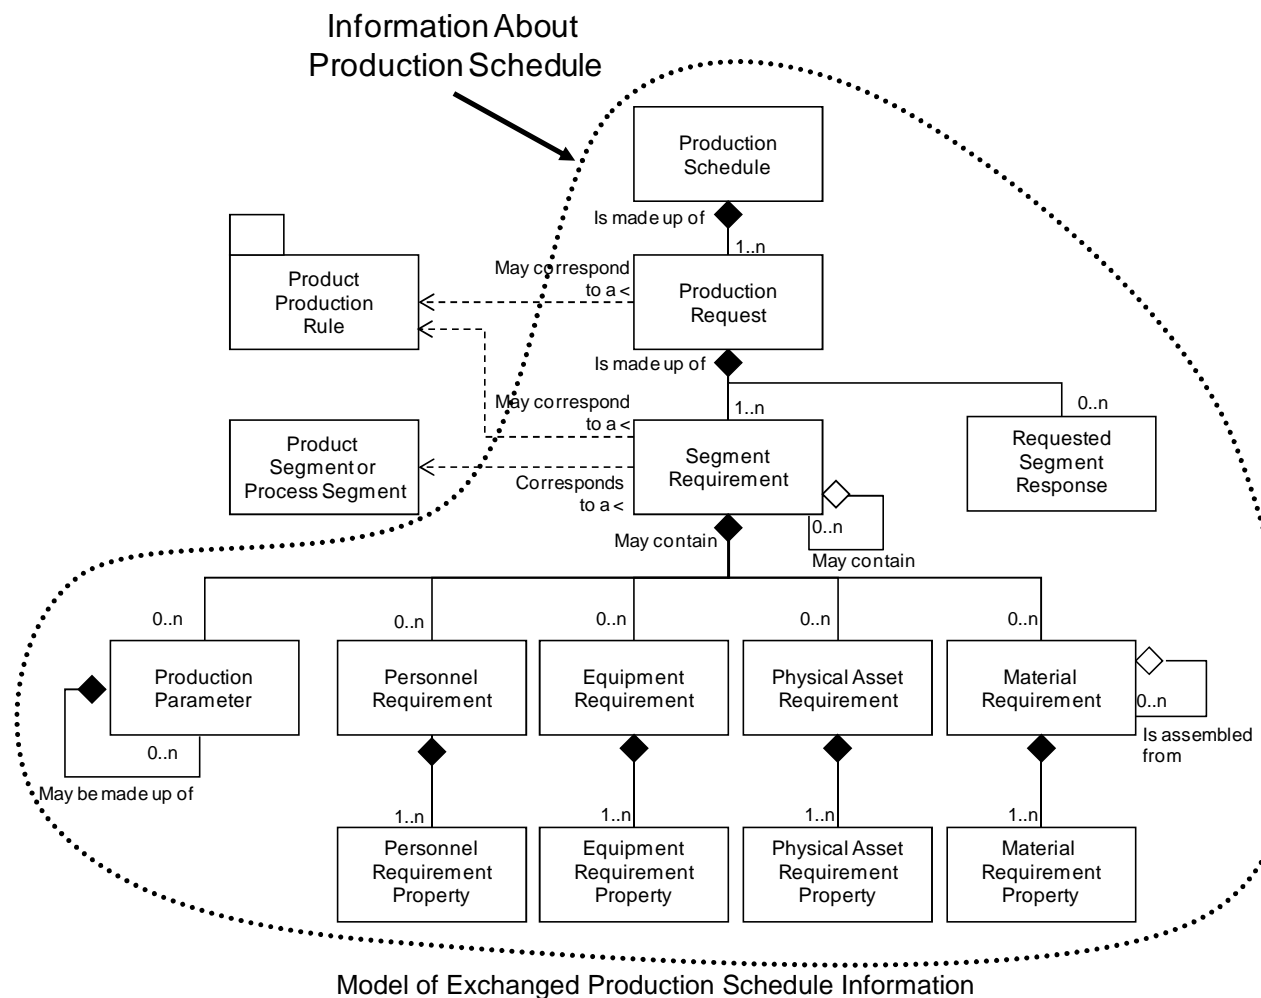 Information About
Production Schedule
Production
Schedule
Is made up of
1..n
May correspond
to a <
Product
Production
Rule
Production
Request
Is made up of
1..n
0..n
May correspond
to a <
Product
Segment or
Process Segment
Segment
Requirement
Requested
Segment
Response
Corresponds
to a <
0..n
May contain
May contain
0..n
0..n
0..n
0..n
0..n
Production
Parameter
Personnel
Requirement
Equipment
Requirement
Physical Asset
Requirement
Material
Requirement
0..n
Is assembled
from
0..n
May be made up of
1..n
1..n
1..n
1..n
Personnel
Requirement
Property
Equipment
Requirement
Property
Physical Asset
Requirement
Property
Material
Requirement
Property
Model of Exchanged Production Schedule Information